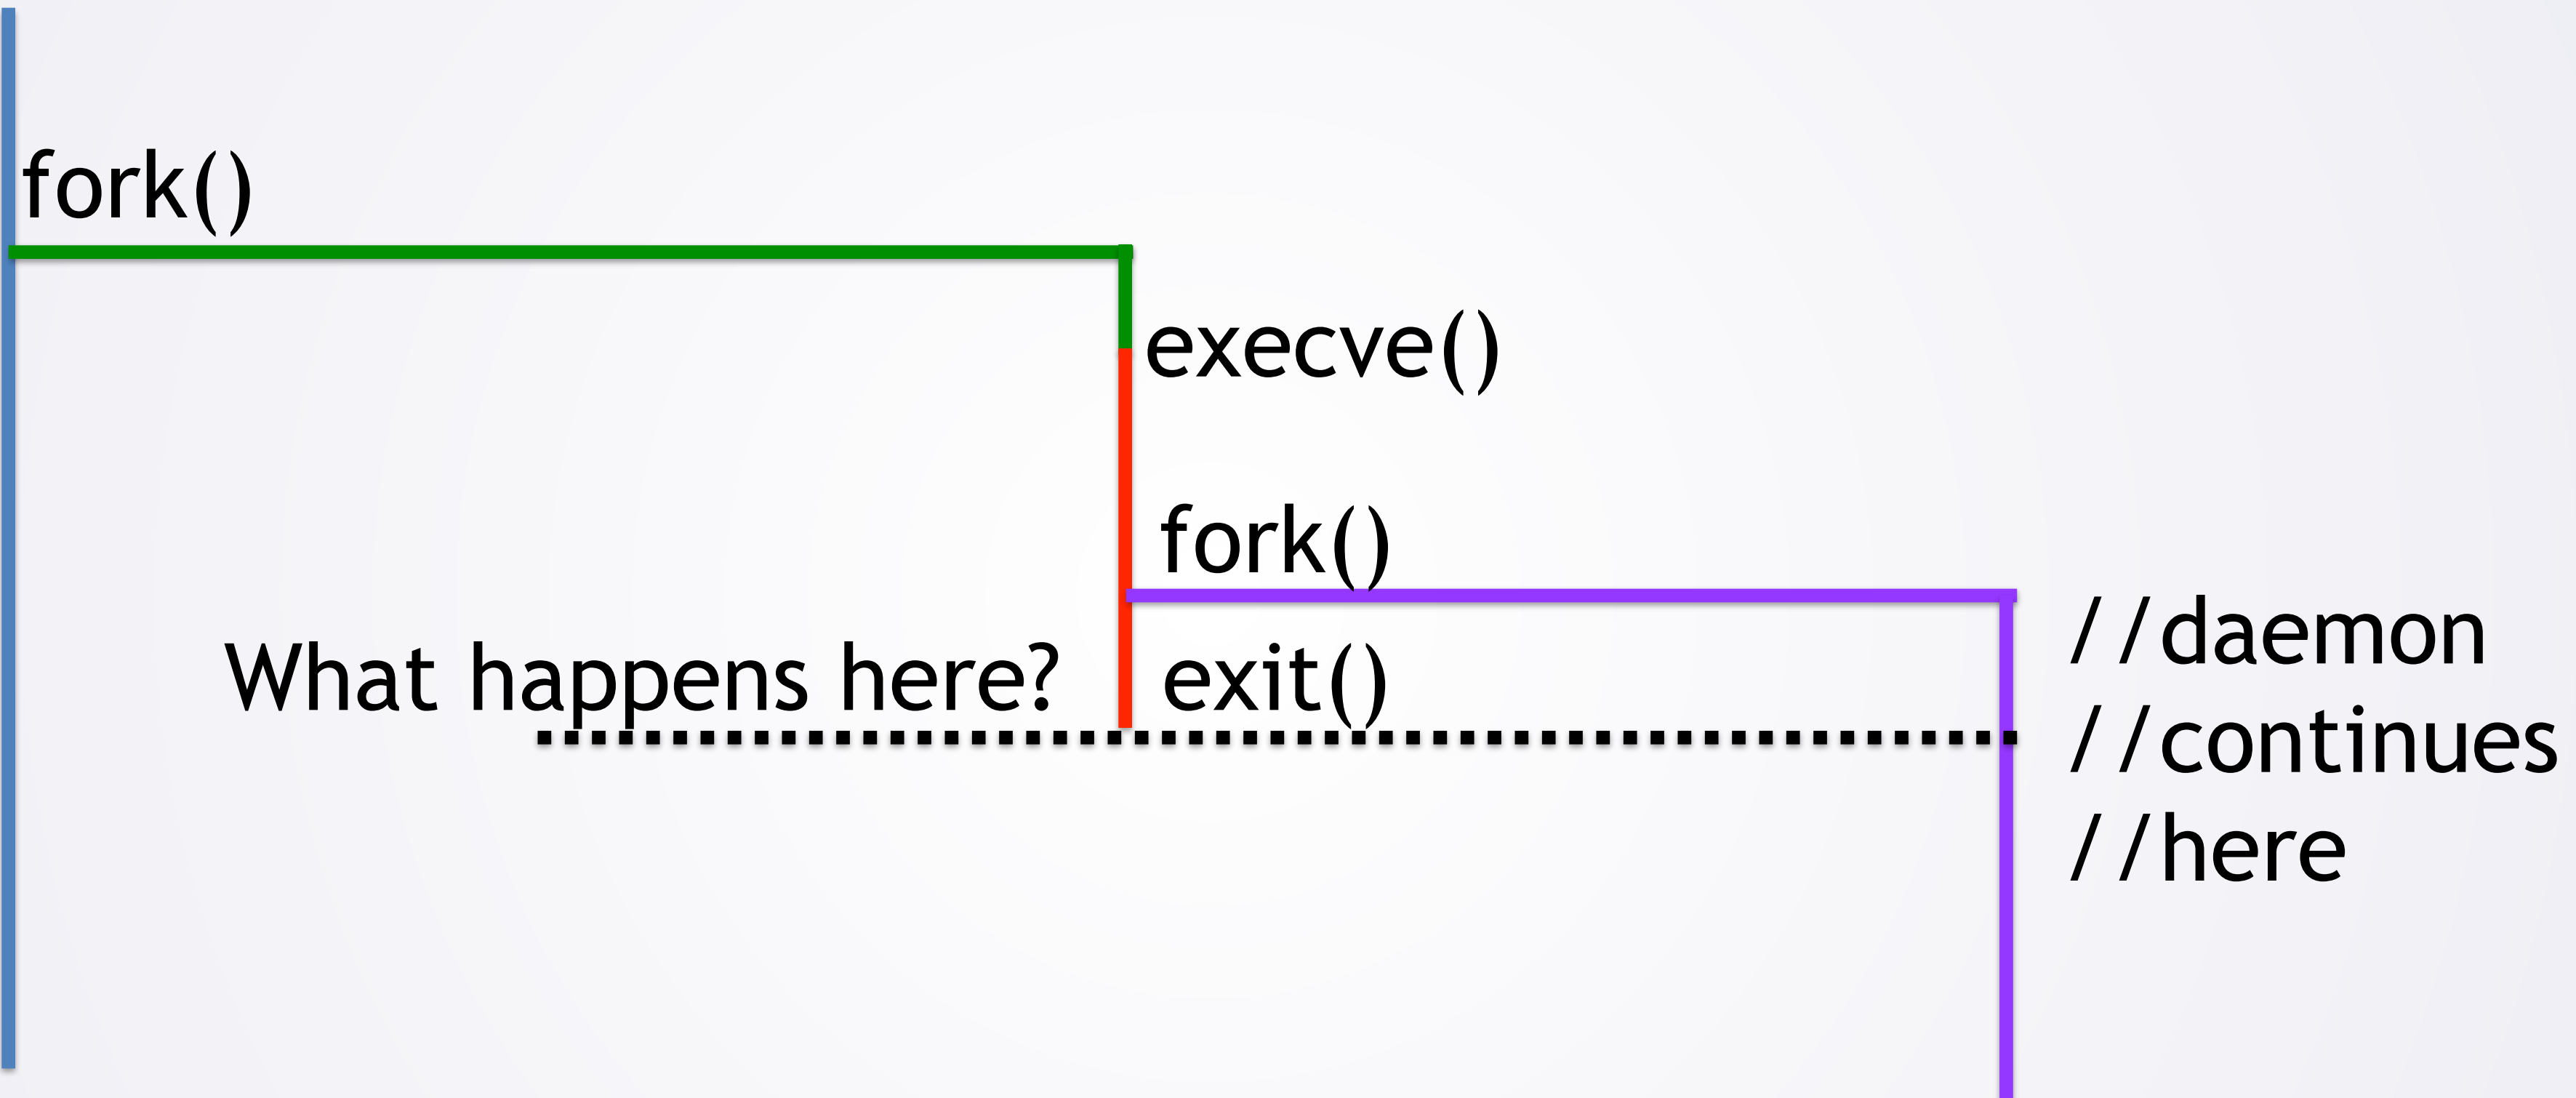 fork()
execve()
fork()
What happens here?
exit()
//daemon
//continues
//here